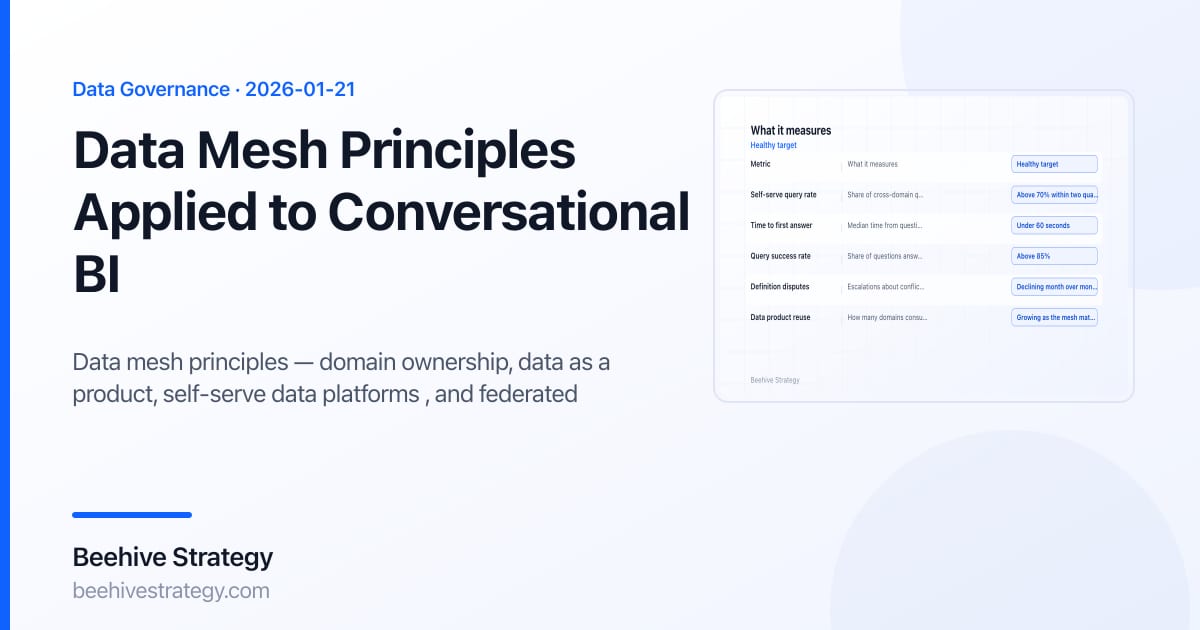 Data Governance · 2026-01-21
Data Mesh Principles
Applied to Conversational
BI
Data mesh principles — domain ownership, data as a
product, self-serve data platforms , and federated
Beehive Strategy
beehivestrategy.com
What it measures
Healthy target
Metric What it measures Healthy target
Self-serve query rate Share of cross-domain q... Above 70% within two qua...
Time to first answer Median time from questi... Under 60 seconds
Query success rate Share of questions answ... Above 85%
Definition disputes Escalations about conflic... Declining month over mon...
Data product reuse How many domains consu... Growing as the mesh mat...
Beehive Strategy